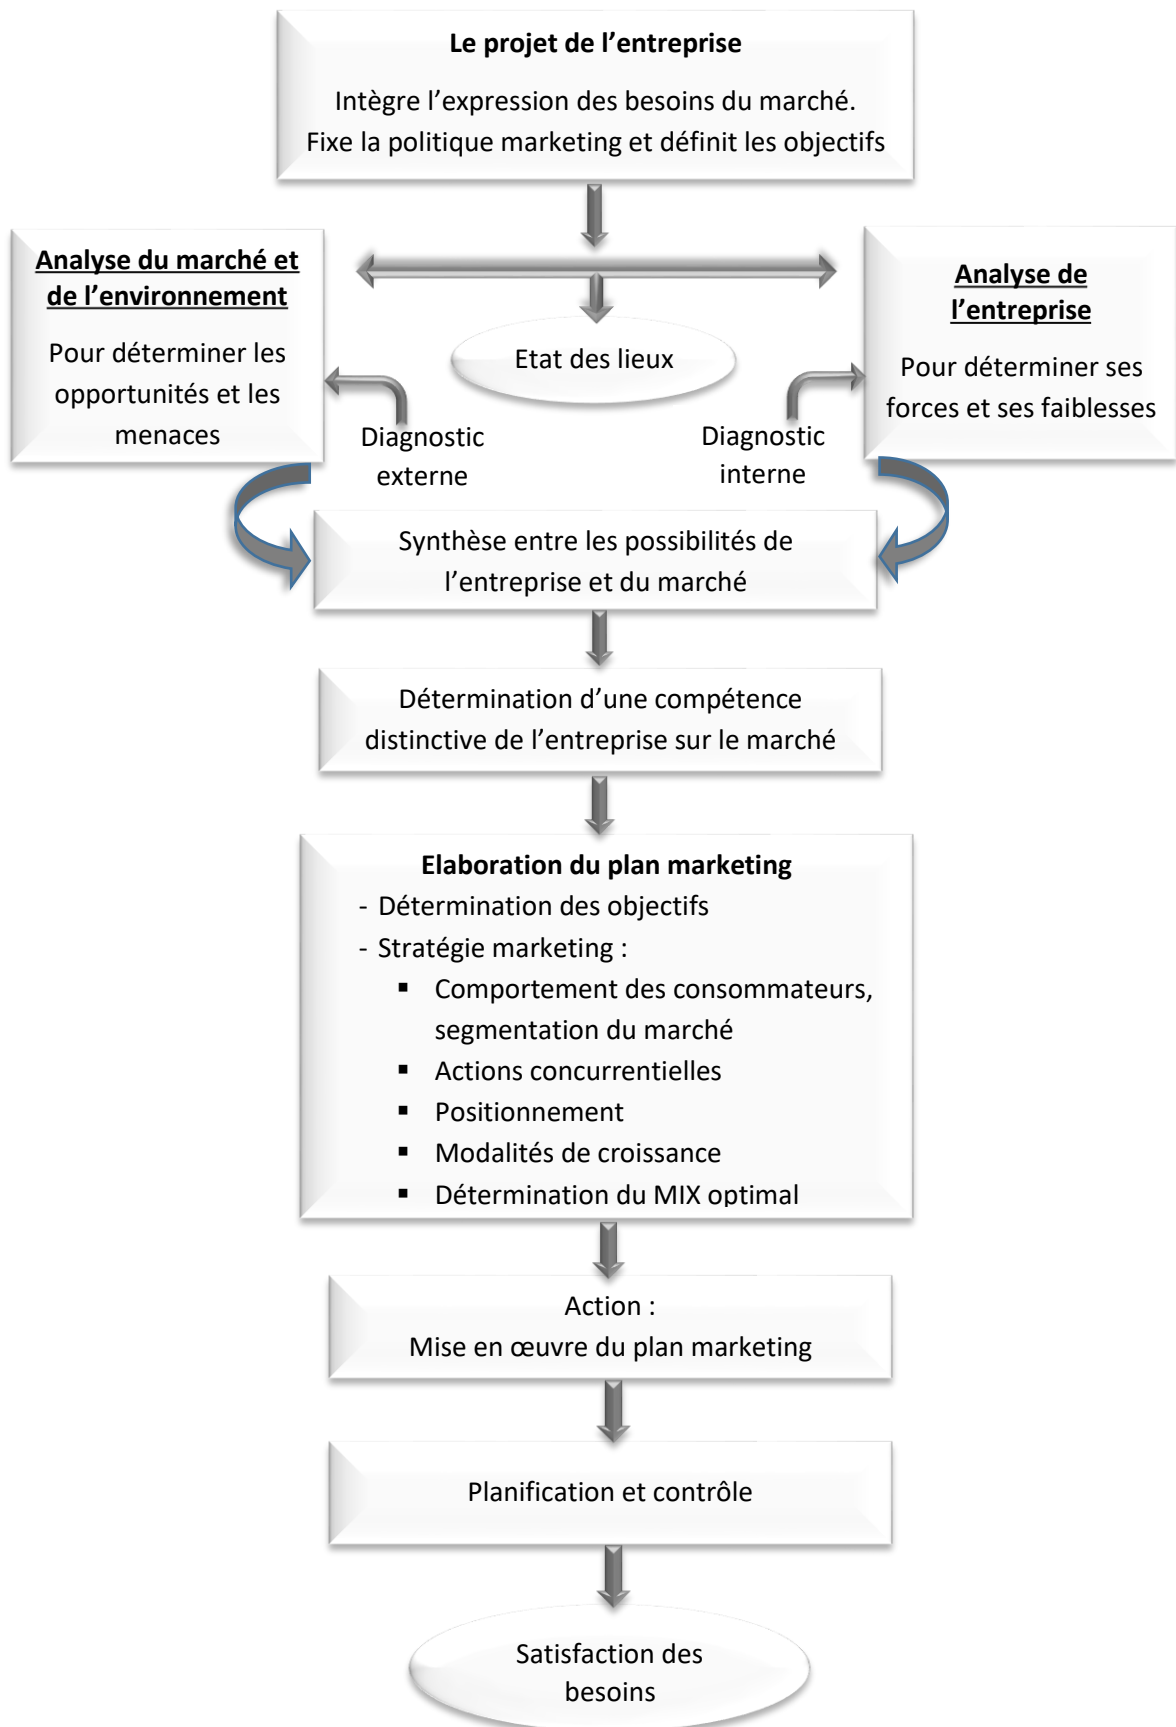 Le projet de l’entreprise
Intègre l’expression des besoins du marché.
Fixe la politique marketing et définit les objectifs
Analyse du marché et
de l’environnement
Pour déterminer les
opportunités et les
menaces
Etat des lieux
Analyse de
l’entreprise
Pour déterminer ses
forces et ses faiblesses
Diagnostic
externe
Diagnostic
interne
Synthèse entre les possibilités de
l’entreprise et du marché
Détermination d’une compétence
distinctive de l’entreprise sur le marché
Elaboration du plan marketing
- Détermination des objectifs
- Stratégie marketing :
▪ Comportement des consommateurs,
segmentation du marché
▪ Actions concurrentielles
▪ Positionnement
▪ Modalités de croissance
▪ Détermination du MIX optimal
Action :
Mise en œuvre du plan marketing
Planification et contrôle
Satisfaction des
besoins